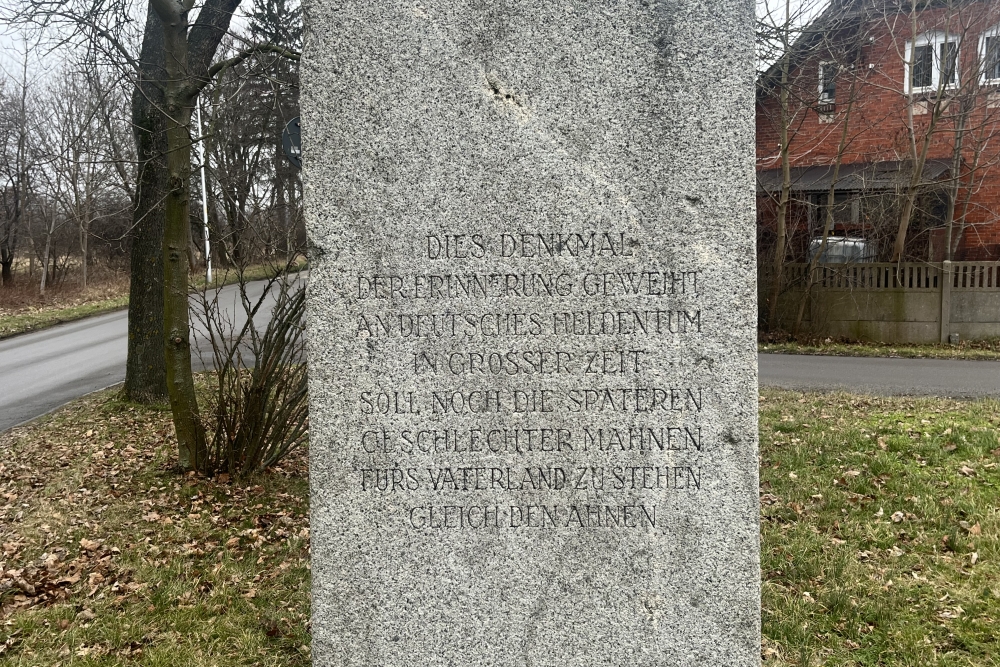 DIES DENKMAL
DER ERINNERUNG GEWEIHT
AN DEUTSCHES HELDENTUM
IN GROSSER ZEIT
SOLL NOCH DIE SPÄTEREN
GESCHLECHTER MAHNEN
FÜRS VATERLAND ZU STEHEN
GLEICH DEN AHNEN.